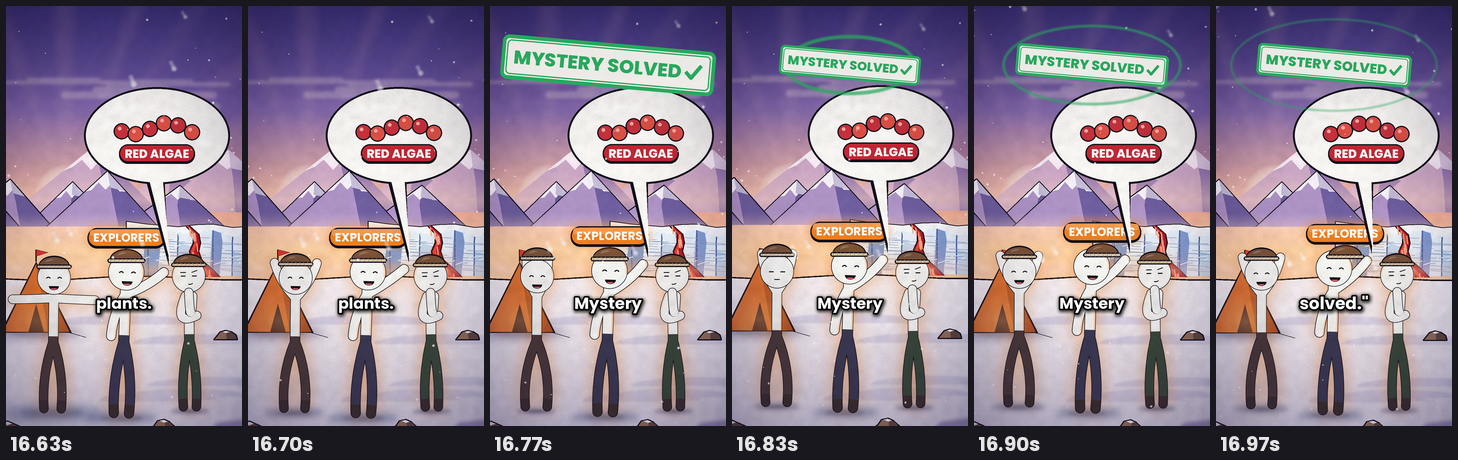 RED ALGAE
EXPLORERS
plants.
16.63s
RED ALGAE
EXPLORERS
plants.
16.70s
MYSTERY SOLVED✓
RED ALGAE
EXPLORERS
Mystery
16.77s
MYSTERY SOLVED✓
RED ALGAE
EXPLORERS
Mystery
16.83s
MYSTERY SOLVED✓
RED ALGAE
EXPLORERS
Mystery
16.90s
MYSTERY SOLVED✓
RED ALGAE
EXPLORERS
solved."
16.97s